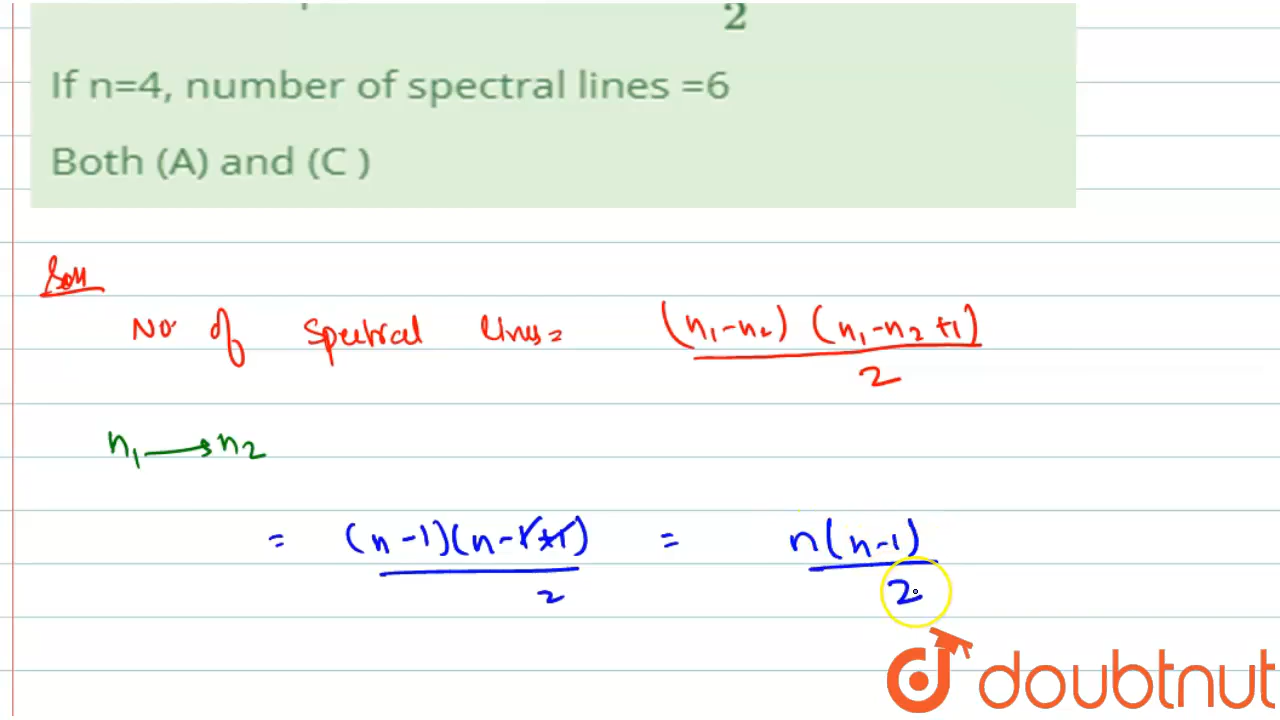 2
If n=4, number of spectral lines =6
Both (A) and (C )
Soln
No. of Spectral lines = (n₁-n₂) (n₁-n₂+1)
2
n₁ → n₂
= (n-1)(n-1+1) = n(n-1)
2 2
doubtnut